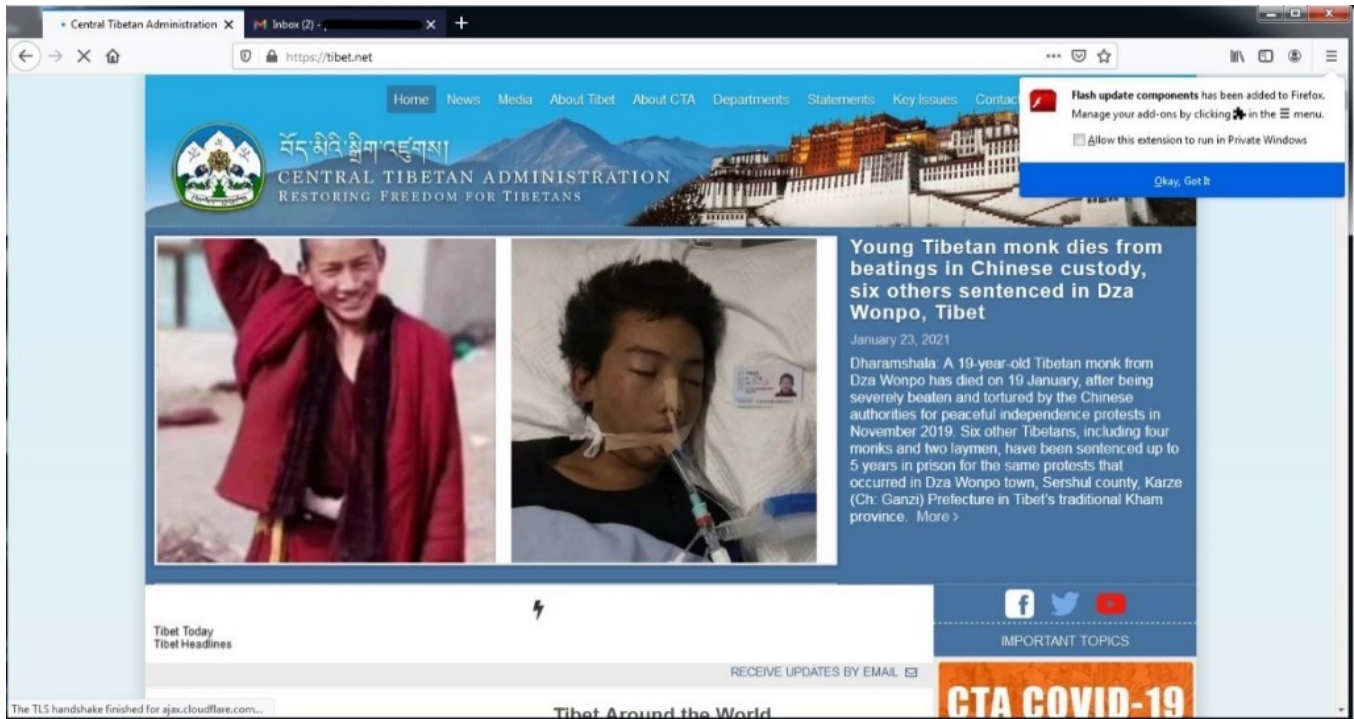 Central Tibetan Administration
Inbox (2) -
https://tibet.net
Flash update components has been added to Firefox.
Manage your add-ons by clicking in the menu.
Allow this extension to run in Private Windows
Okay, Got It
Home News Media About Tibet About CTA Departments Statements Key Issues Contact
བོད་མིའི་སྒྲིག་འཛུགས།
CENTRAL TIBETAN ADMINISTRATION
RESTORING FREEDOM FOR TIBETANS
Young Tibetan monk dies from
beatings in Chinese custody,
six others sentenced in Dza
Wonpo, Tibet
January 23, 2021
Dharamshala: A 19-year-old Tibetan monk from
Dza Wonpo has died on 19 January, after being
severely beaten and tortured by the Chinese
authorities for peaceful independence protests in
November 2019. Six other Tibetans, including four
monks and two laymen, have been sentenced up to
5 years in prison for the same protests that
occurred in Dza Wonpo town, Sershul county, Karze
(Ch: Ganzi) Prefecture in Tibet's traditional Kham
province. More >
Tibet Today
Tibet Headlines
IMPORTANT TOPICS
RECEIVE UPDATES BY EMAIL
CTA COVID-19
Tibet Around the World
The TLS handshake finished for ajax.cloudflare.com...